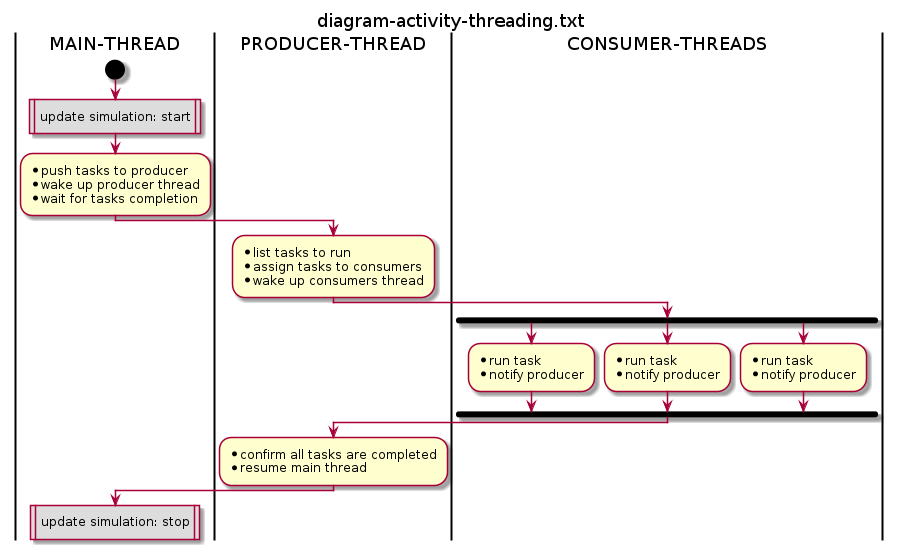 diagram-activity-threading.txt
MAIN-THREAD
PRODUCER-THREAD
CONSUMER-THREADS
update simulation: start
•push tasks to producer
•wake up producer thread
•wait for tasks completion
•list tasks to run
•assign tasks to consumers
•wake up consumers thread
•run task
•notify producer
•run task
•notify producer
•run task
•notify producer
•confirm all tasks are completed
•resume main thread
update simulation: stop